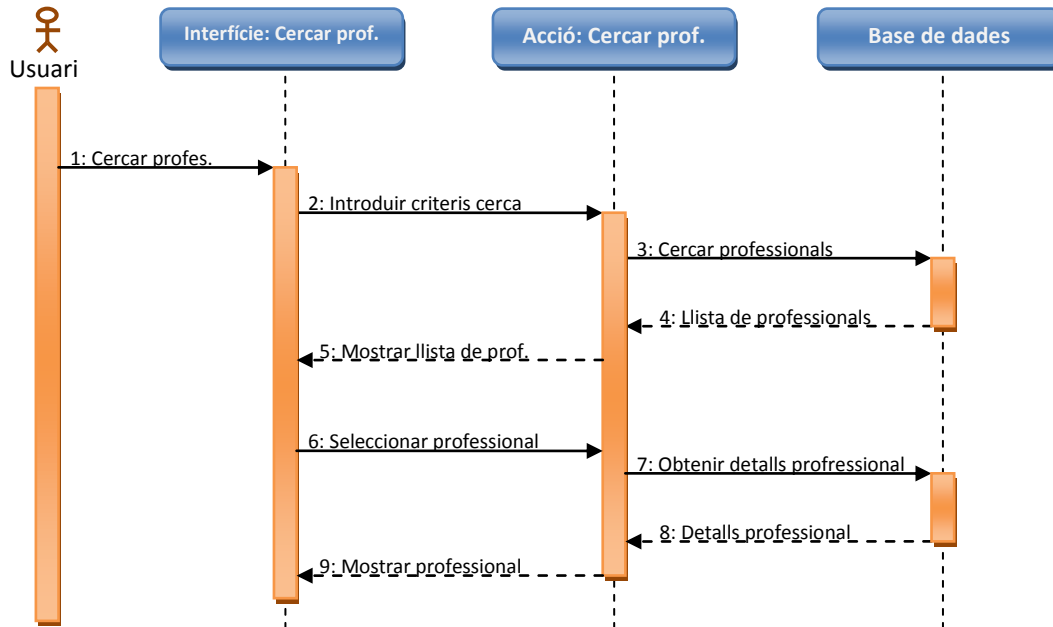 Interfície: Cercar prof.
Acció: Cercar prof.
Base de dades
Usuari
1: Cercar profes.
2: Introduir criteris cerca
3: Cercar professionals
4: Llista de professionals
5: Mostrar llista de prof.
6: Seleccionar professional
7: Obtenir detalls profressional
8: Detalls professional
9: Mostrar professional